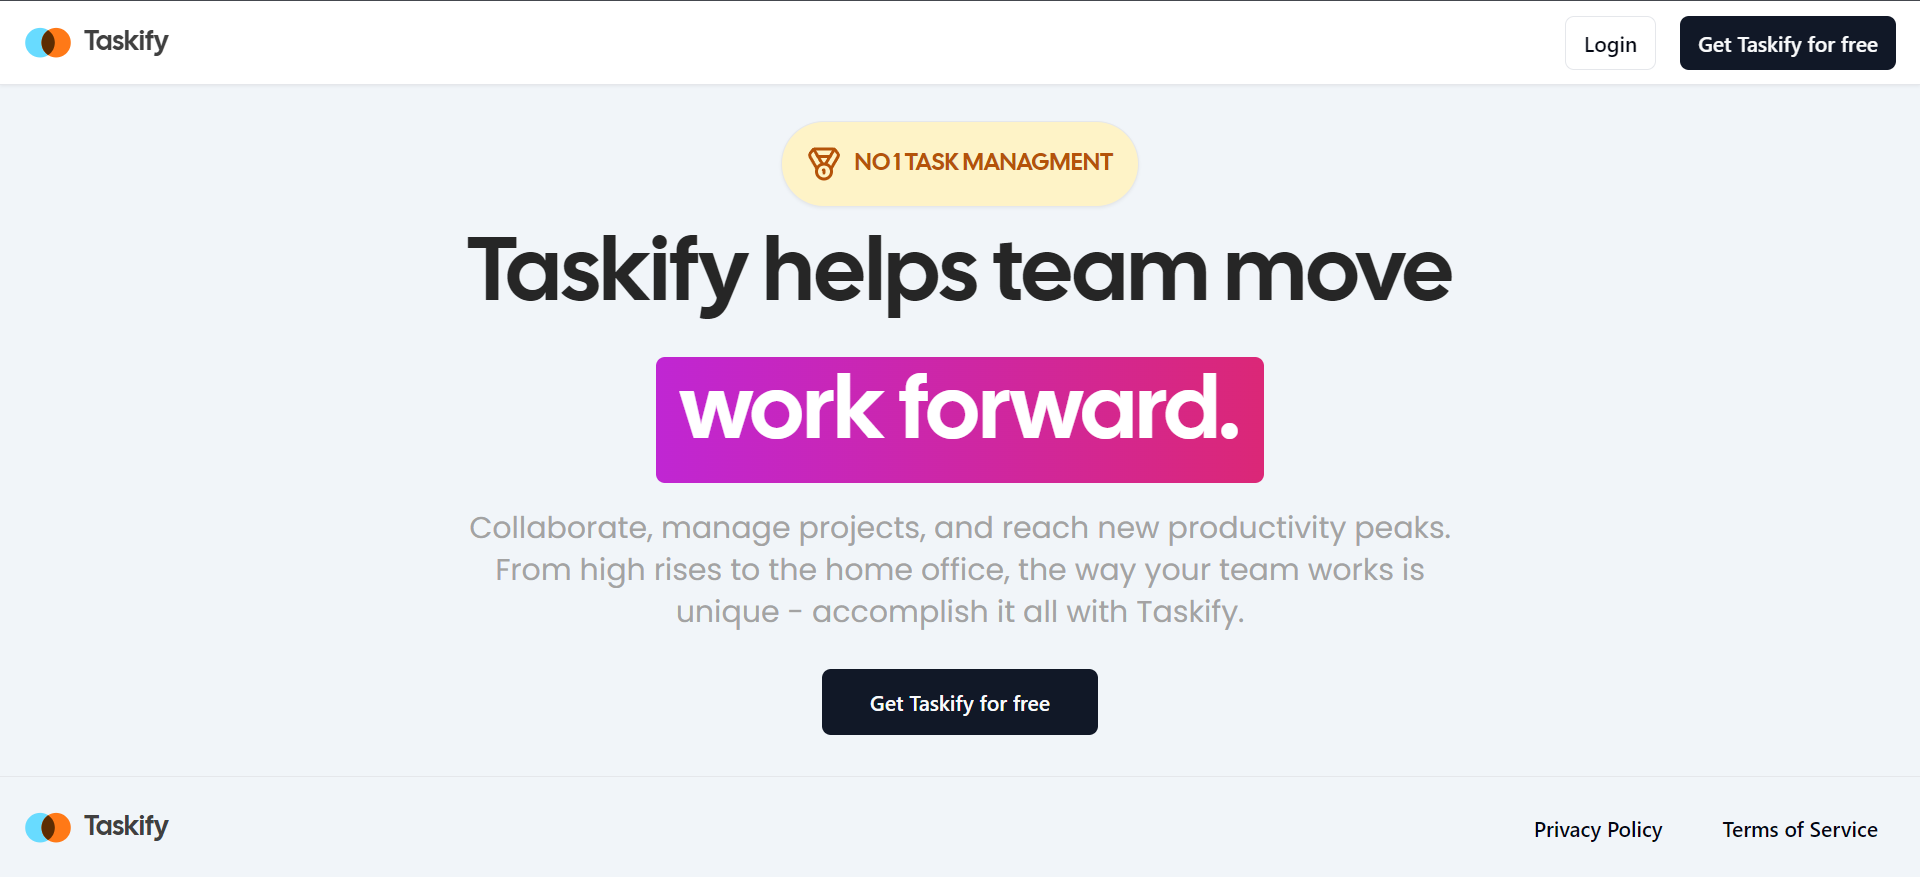 Taskify
Login
Get Taskify for free
NO 1 TASK MANAGMENT
Taskify helps team move
work forward.
Collaborate, manage projects, and reach new productivity peaks.
From high rises to the home office, the way your team works is
unique - accomplish it all with Taskify.
Get Taskify for free
Taskify
Privacy Policy
Terms of Service